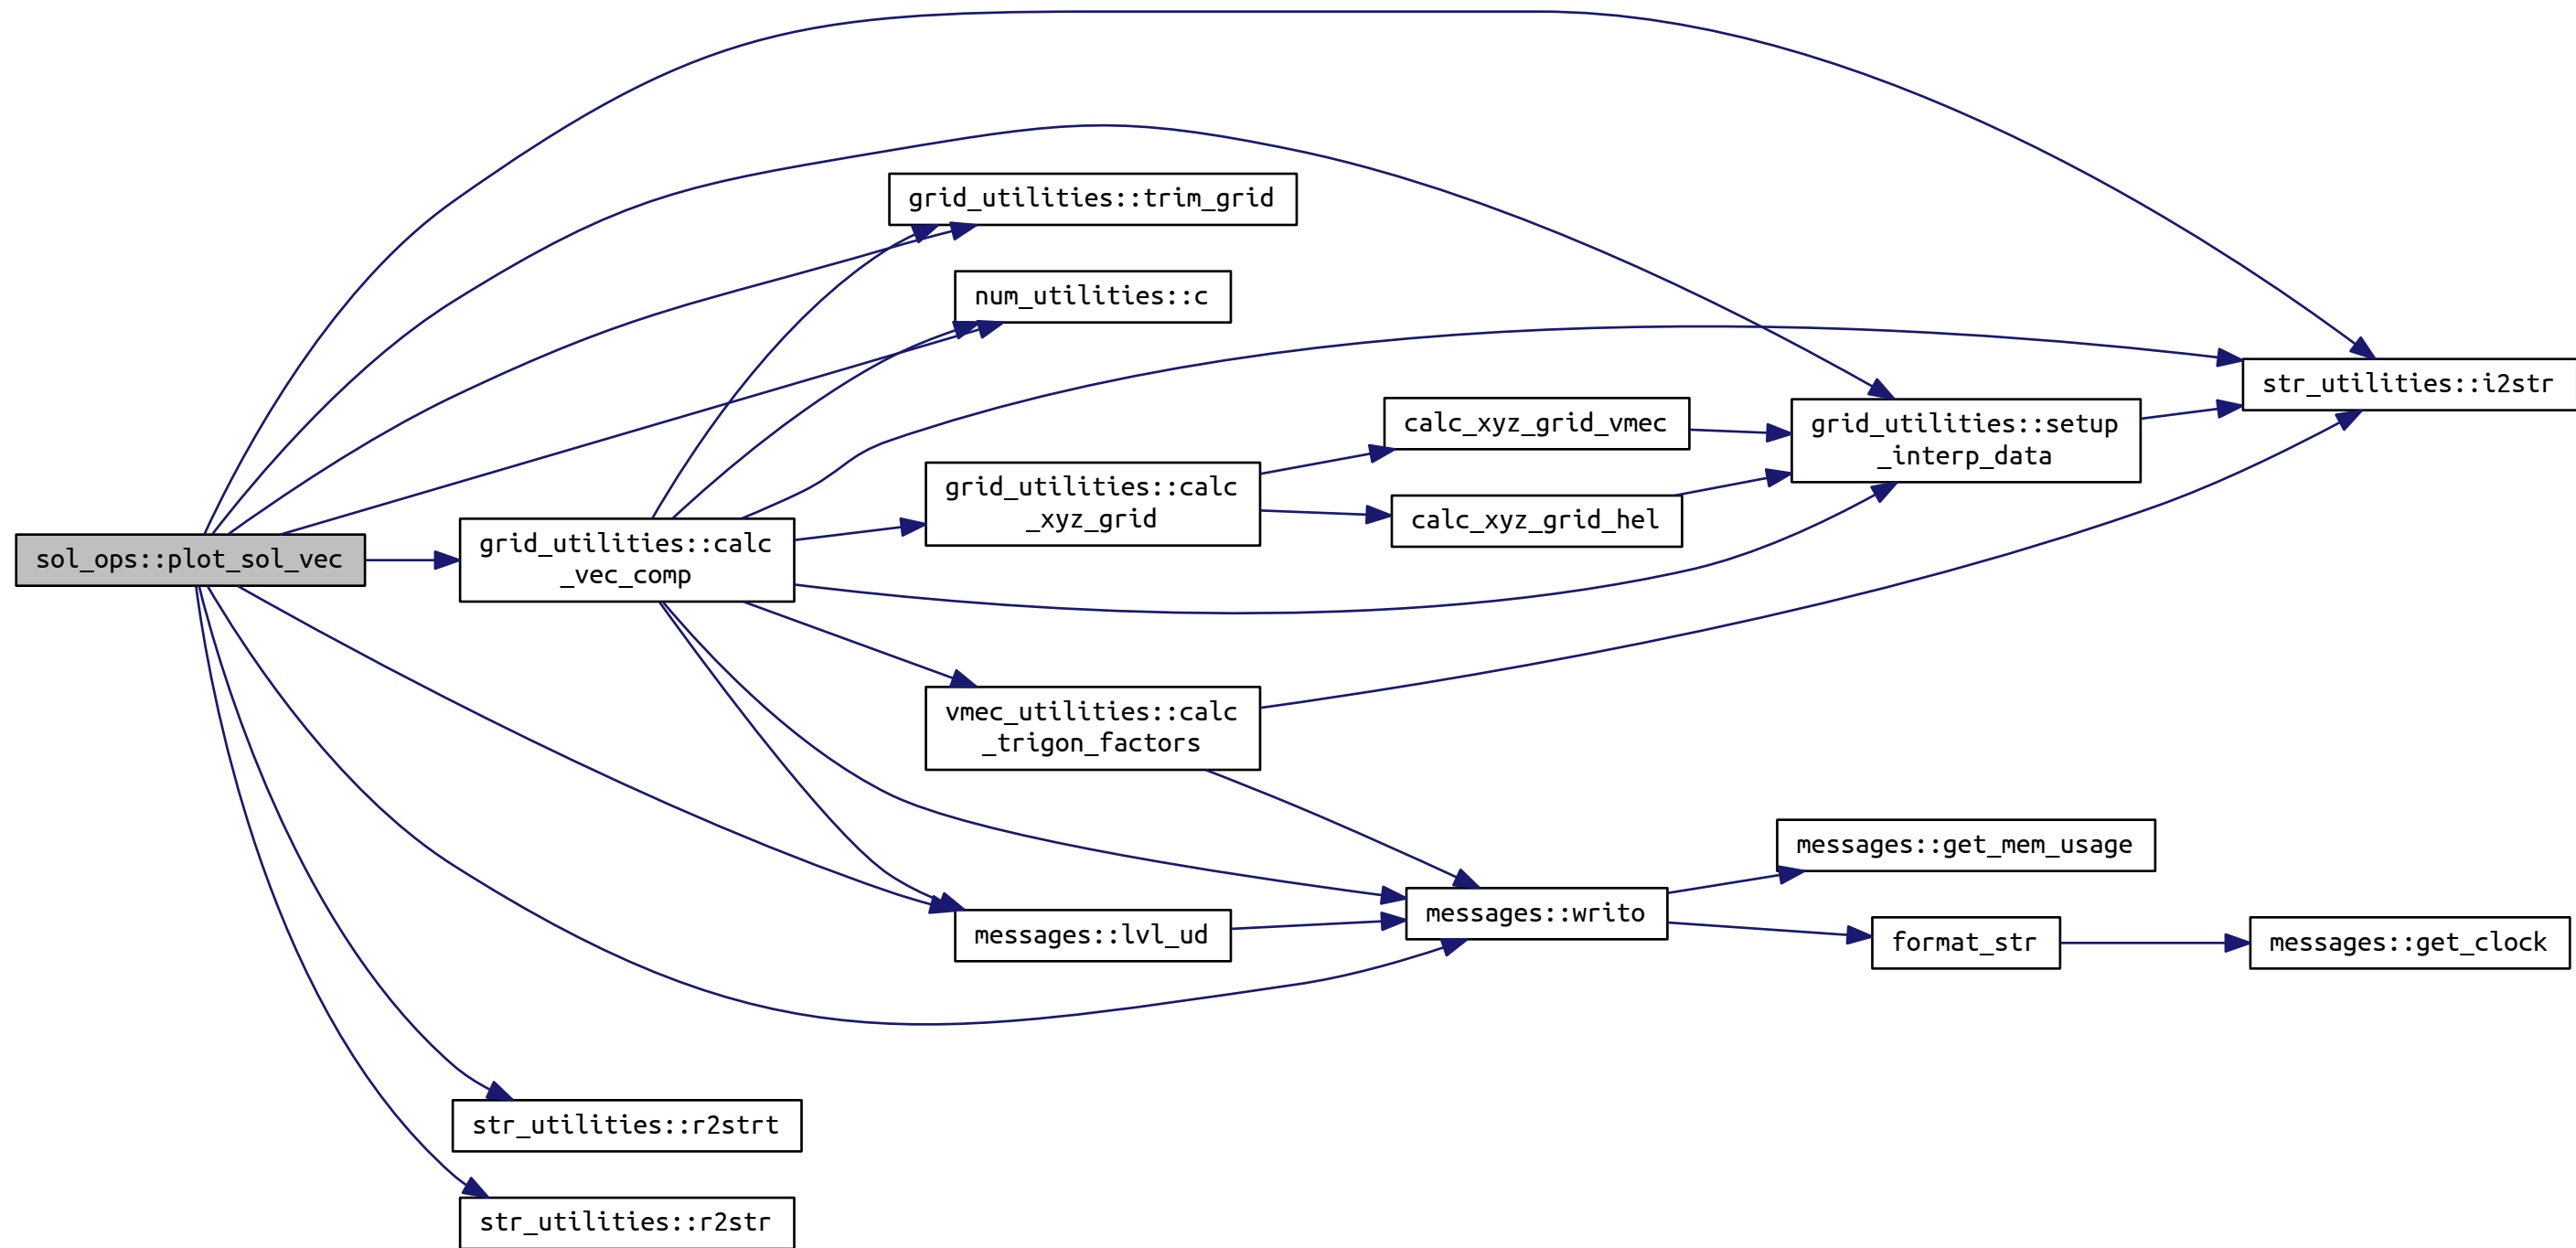 sol_ops::plot_sol_vec
grid_utilities::calc
_vec_comp
grid_utilities::trim_grid
num_utilities::c
grid_utilities::calc
_xyz_grid
calc_xyz_grid_vmec
calc_xyz_grid_hel
grid_utilities::setup
_interp_data
str_utilities::i2str
vmec_utilities::calc
_trigon_factors
messages::lvl_ud
messages::writo
messages::get_mem_usage
format_str
messages::get_clock
str_utilities::r2strt
str_utilities::r2str